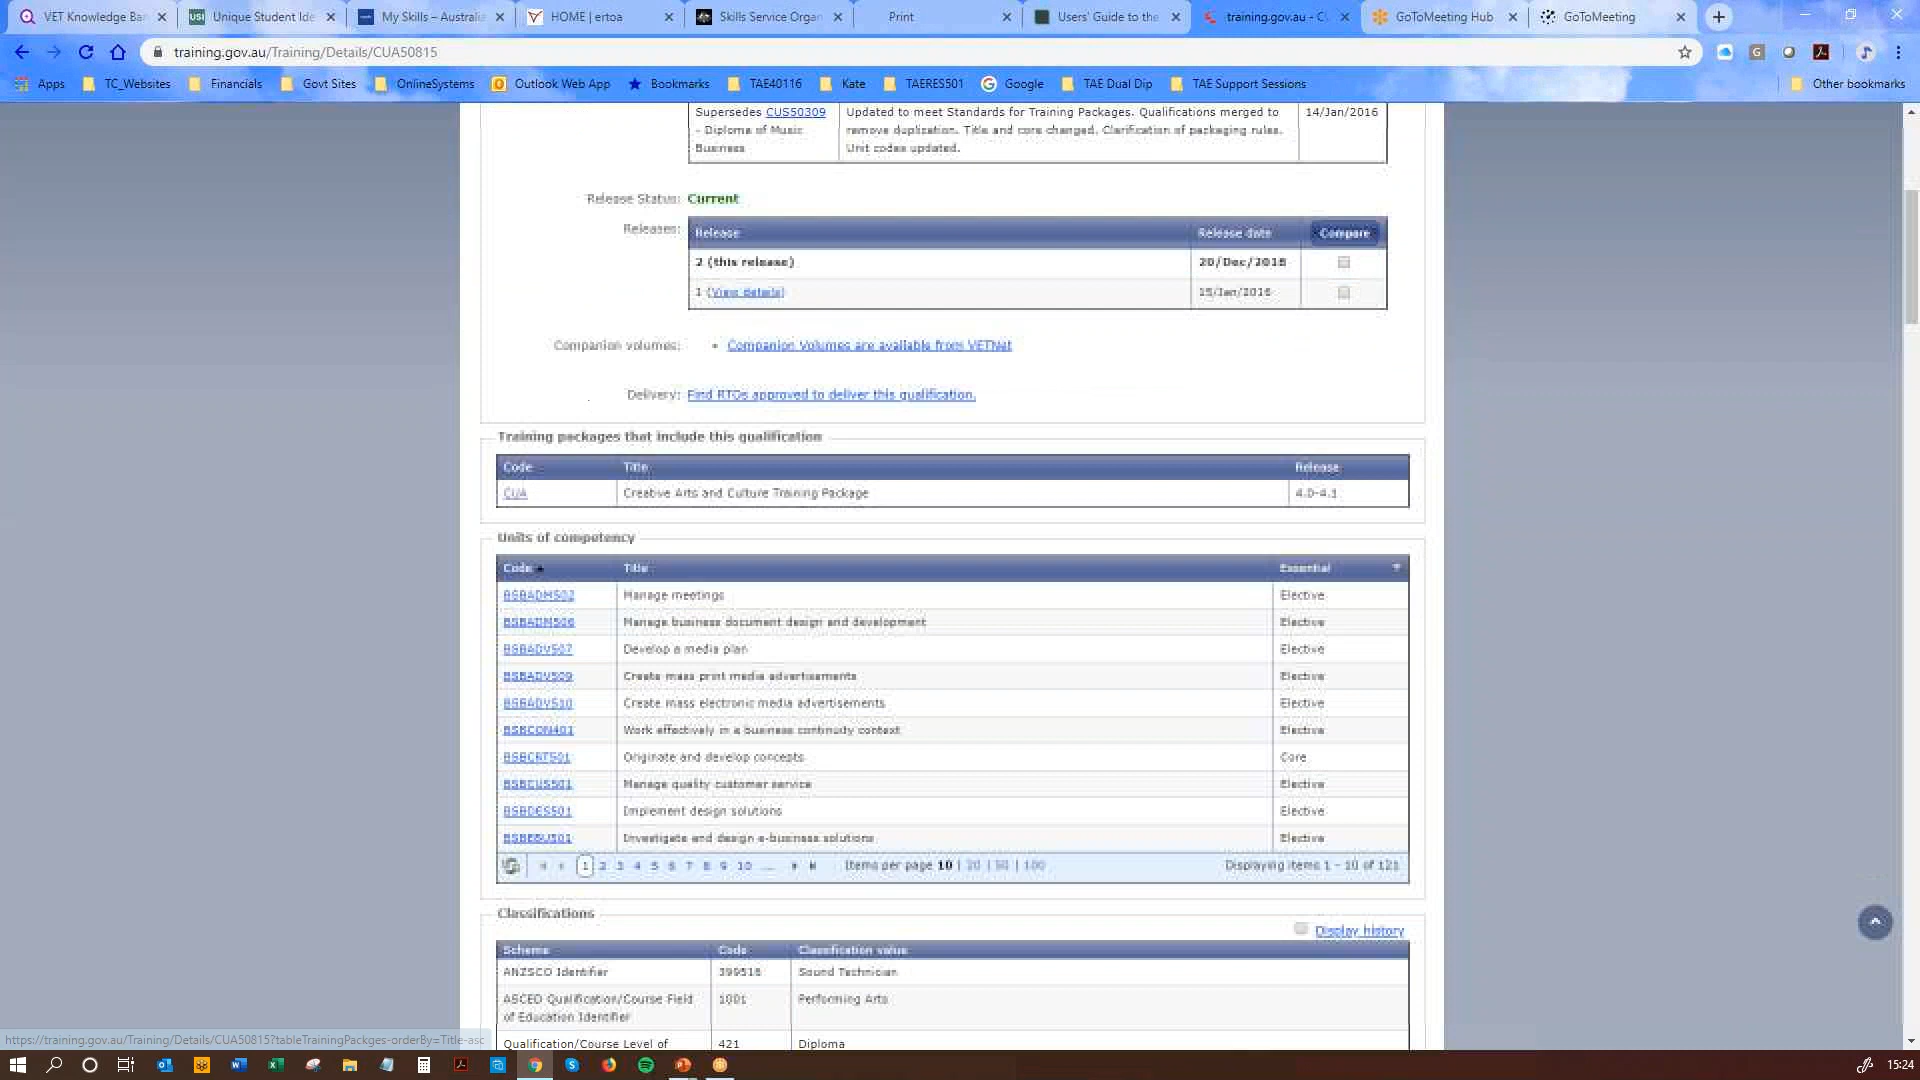 VET Knowledge Ba
Unique Student Ide
My Skills – Australia
HOME | ertoa
Skills Service Organ
Print
Users' Guide to the
training.gov.au - CU
GoToMeeting Hub
GoToMeeting
training.gov.au/Training/Details/CUA50815
Apps TC_Websites Financials Govt Sites OnlineSystems Outlook Web App Bookmarks TAE40116 Kate TAERES501 Google TAE Dual Dip TAE Support Sessions Other bookmarks
Supersedes CUS50309 Updated to meet Standards for Training Packages. Qualifications merged to 14/Jan/2016
- Diploma of Music remove duplication. Title and core changed. Clarification of packaging rules.
Business Unit codes updated.
Release Status: Current
Releases: Release Release date Compare
2 (this release) 20/Dec/2016
1 (View details) 15/Jan/2016
Companion volumes: • Companion Volumes are available from VETNet
Delivery: Find RTOs approved to deliver this qualification.
Training packages that include this qualification
Code Title Release
CUA Creative Arts and Culture Training Package 4.0-4.1
Units of competency
Code Title Essential
BSBADM502 Manage meetings Elective
BSBADM506 Manage business document design and development Elective
BSBADV507 Develop a media plan Elective
BSBADV509 Create mass print media advertisements Elective
BSBADV510 Create mass electronic media advertisements Elective
BSBCON401 Work effectively in a business continuity context Elective
BSBCRT501 Originate and develop concepts Core
BSBCUS501 Manage quality customer service Elective
BSBDES501 Implement design solutions Elective
BSBEBU501 Investigate and design e-business solutions Elective
1 2 3 4 5 6 7 8 9 10 ... Items per page 10 | 20 | 50 | 100 Displaying items 1 - 10 of 121
Classifications
Display history
Scheme Code Classification value
ANZSCO Identifier 399516 Sound Technician
ASCED Qualification/Course Field 1001 Performing Arts
of Education Identifier
Qualification/Course Level of 421 Diploma
https://training.gov.au/Training/Details/CUA50815?tableTrainingPackges-orderBy=Title-asc
15:24